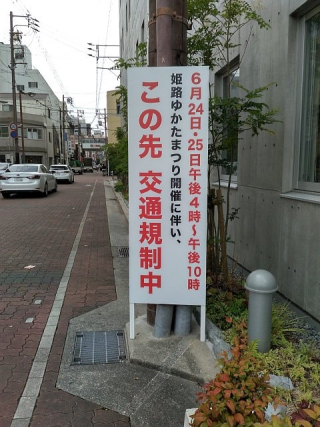 6月24日・25日午後4時〜午後10時
姫路ゆかたまつり開催に伴い、
この先 交通規制中